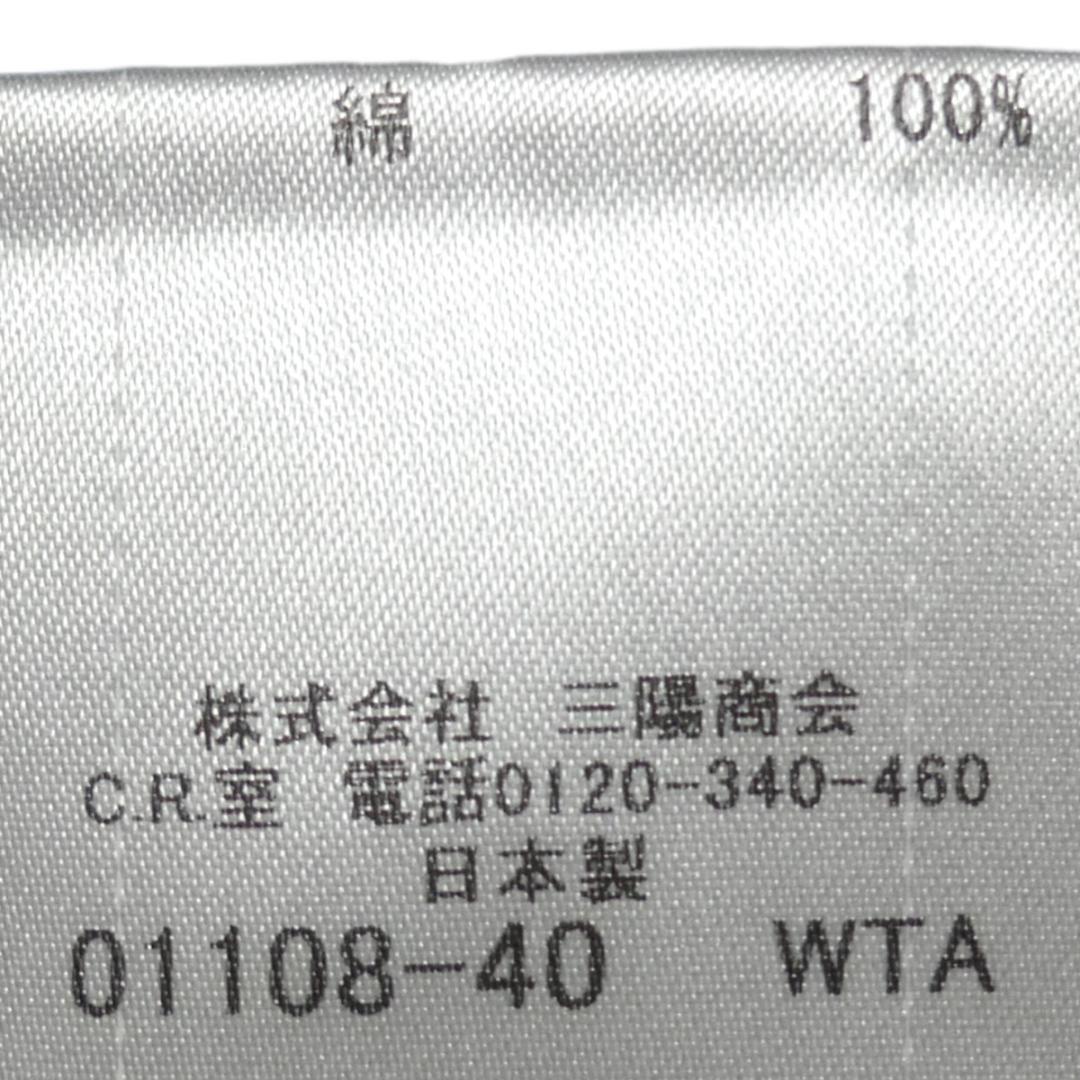 綿 100%
株式会社 三陽商会
C.R.室 電話0120-340-460
日本製
01108-40 WTA